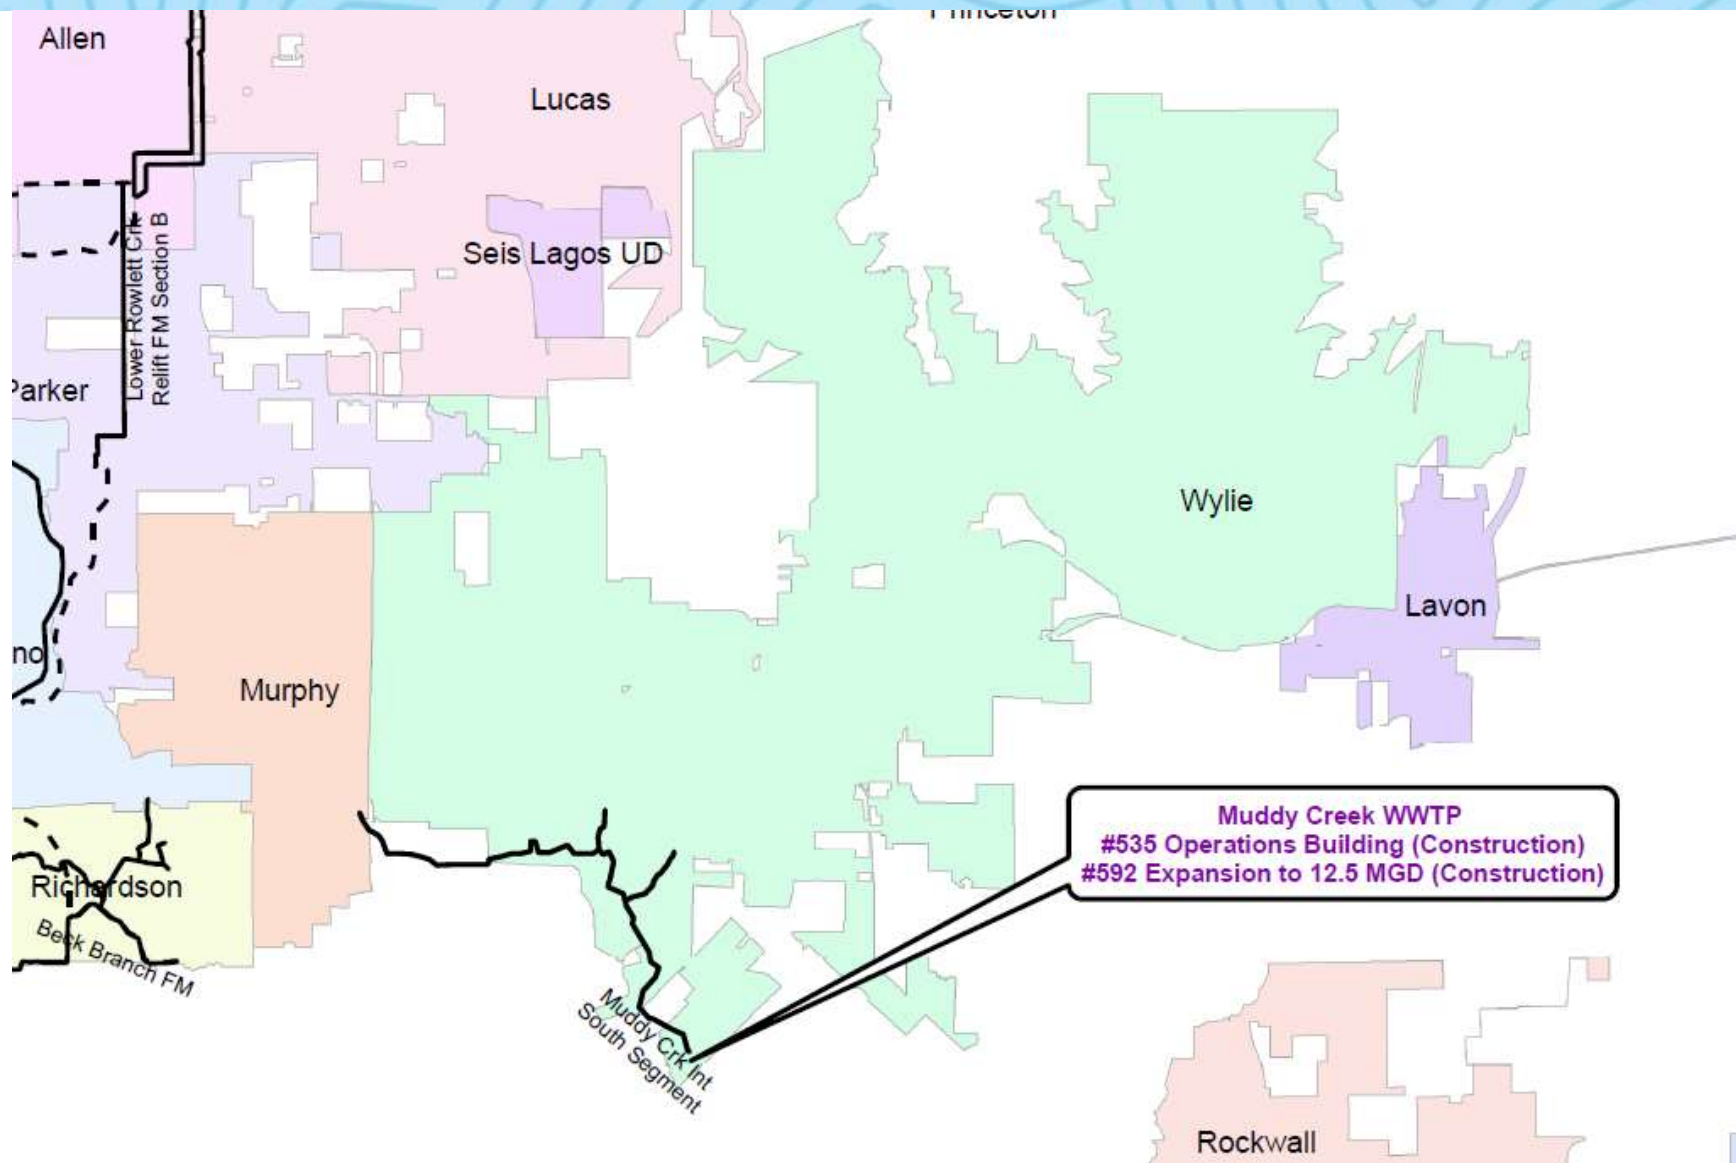 Princeton
Allen
Lucas
Seis Lagos UD
Lower Rowlett Crk
Relift FM Section B
Parker
Wylie
Lavon
no
Murphy
Muddy Creek WWTP
#535 Operations Building (Construction)
#592 Expansion to 12.5 MGD (Construction)
Richardson
Beck Branch FM
Muddy Crk Int
South Segment
Rockwall